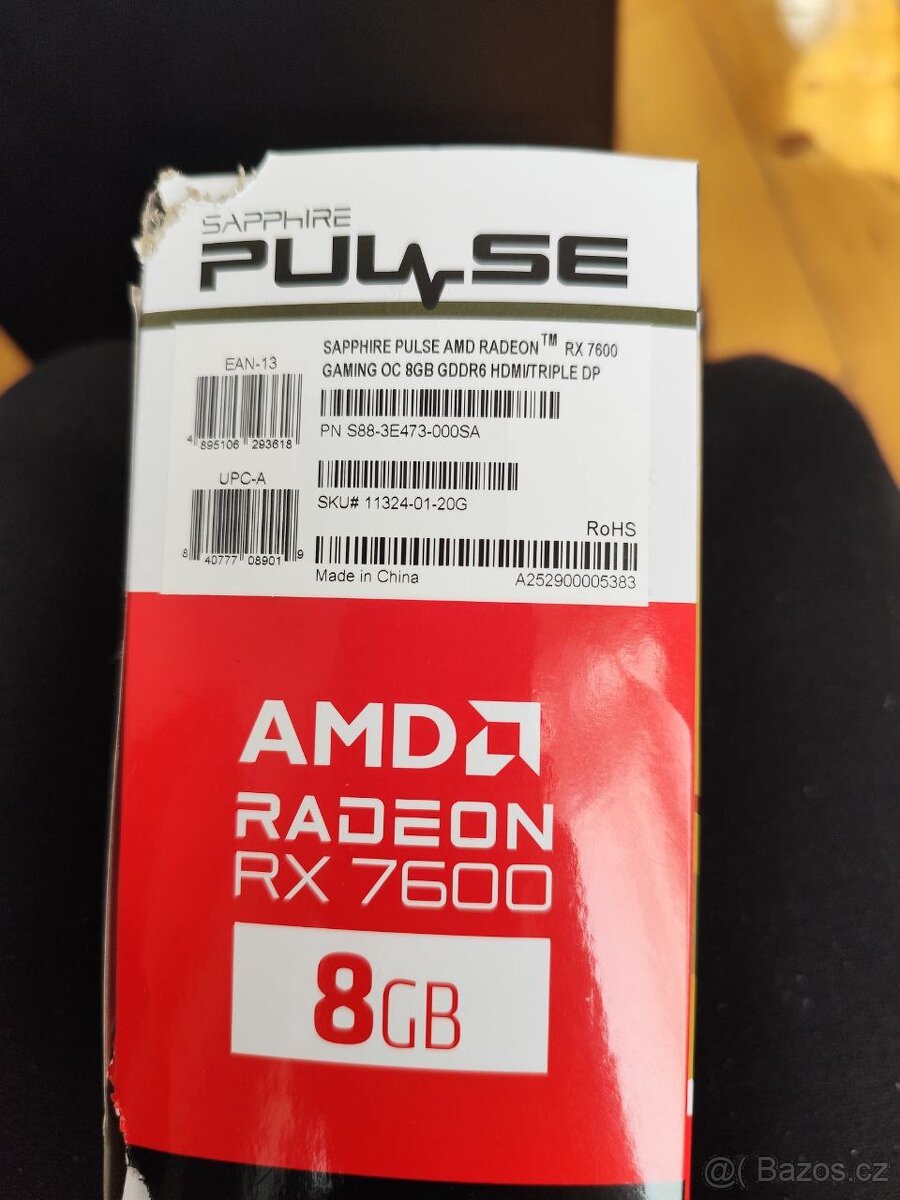 SAPPHIRE
PULSE
EAN-13
4 895106 293618
UPC-A
8 40777 08901 9
SAPPHIRE PULSE AMD RADEON™ RX 7600
GAMING OC 8GB GDDR6 HDMI/TRIPLE DP
PN S88-3E473-000SA
SKU# 11324-01-20G
RoHS
Made in China A252900005383
AMD
RADEON
RX 7600
8GB
@( Bazos.cz